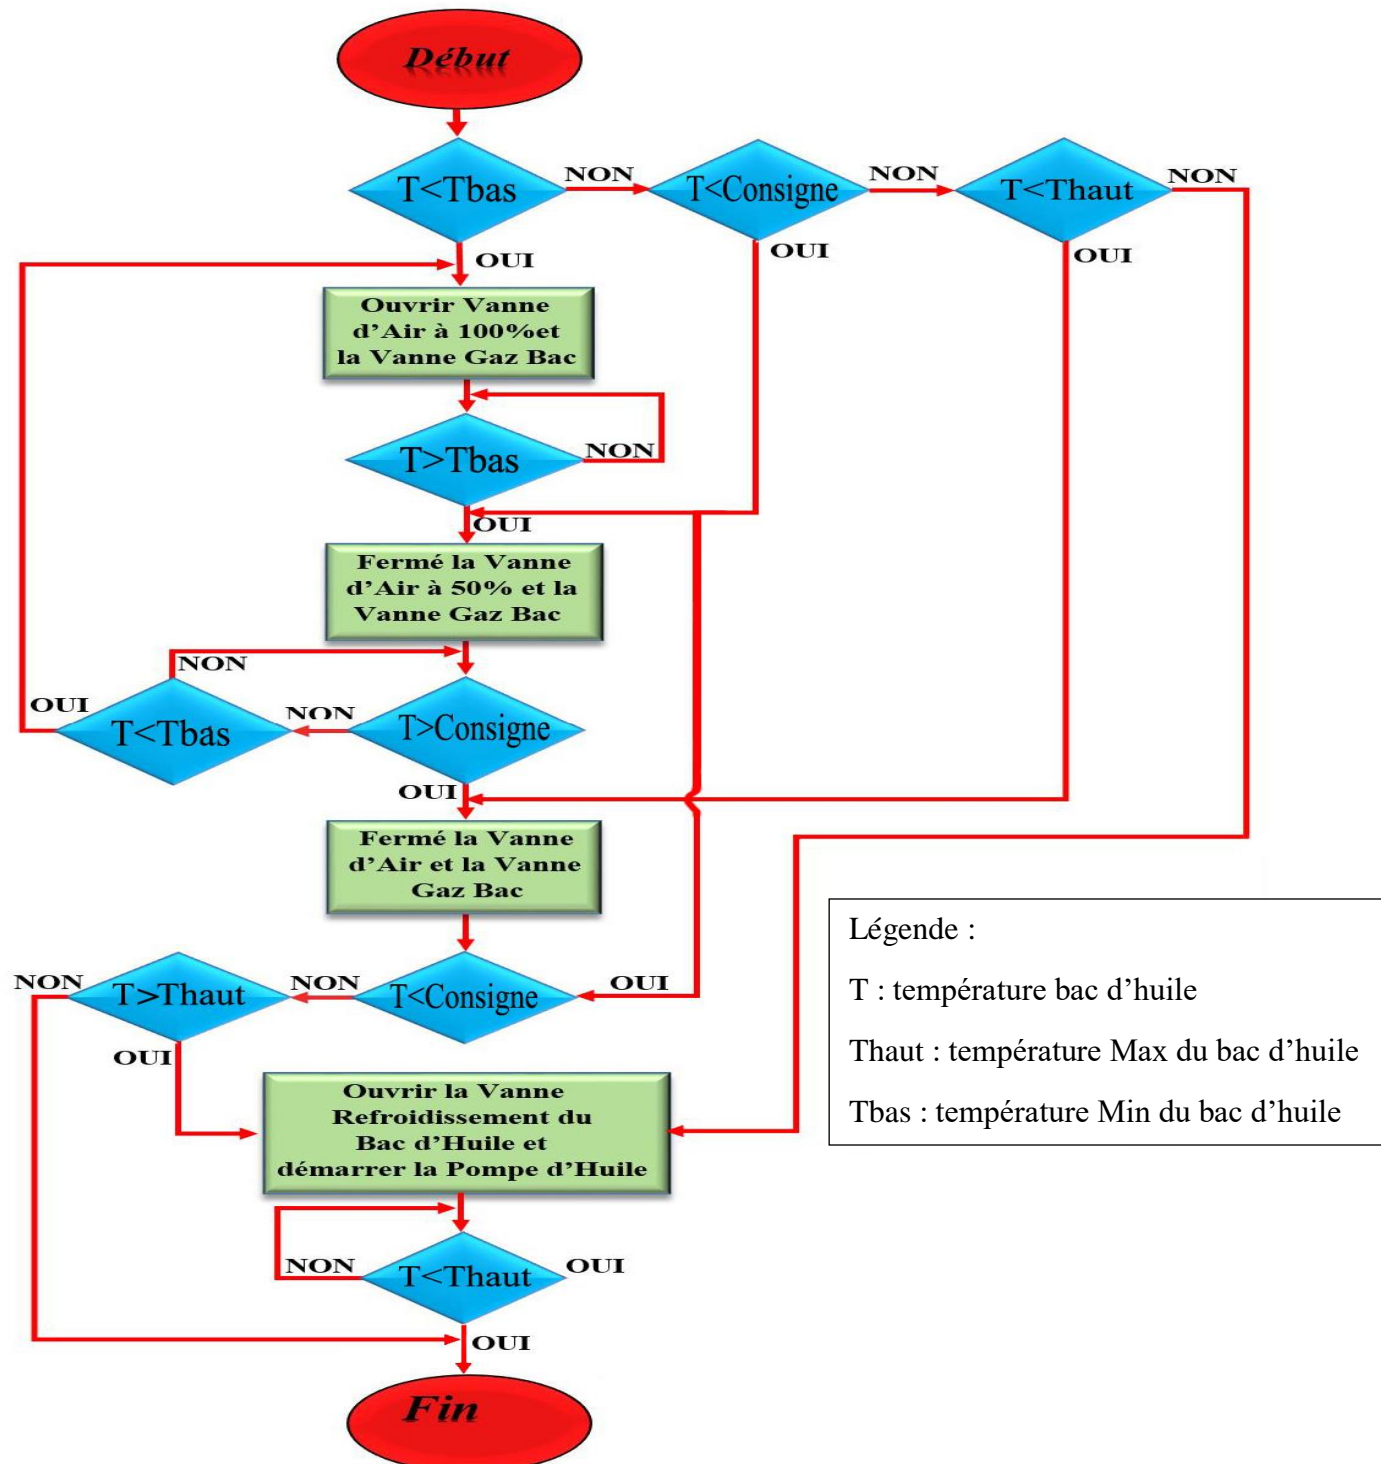 Début
T<Tbas
NON
T<Consigne
NON
T<Thaut
NON
OUI
OUI
OUI
Ouvrir Vanne
d'Air à 100%et
la Vanne Gaz Bac
T>Tbas
NON
OUI
Fermé la Vanne
d'Air à 50% et la
Vanne Gaz Bac
NON
OUI
T<Tbas
NON
T>Consigne
OUI
Fermé la Vanne
d'Air et la Vanne
Gaz Bac
NON
T>Thaut
NON
T<Consigne
OUI
OUI
Ouvrir la Vanne
Refroidissement du
Bac d'Huile et
démarrer la Pompe d'Huile
NON
T<Thaut
OUI
OUI
Fin
Légende :
T : température bac d'huile
Thaut : température Max du bac d'huile
Tbas : température Min du bac d'huile